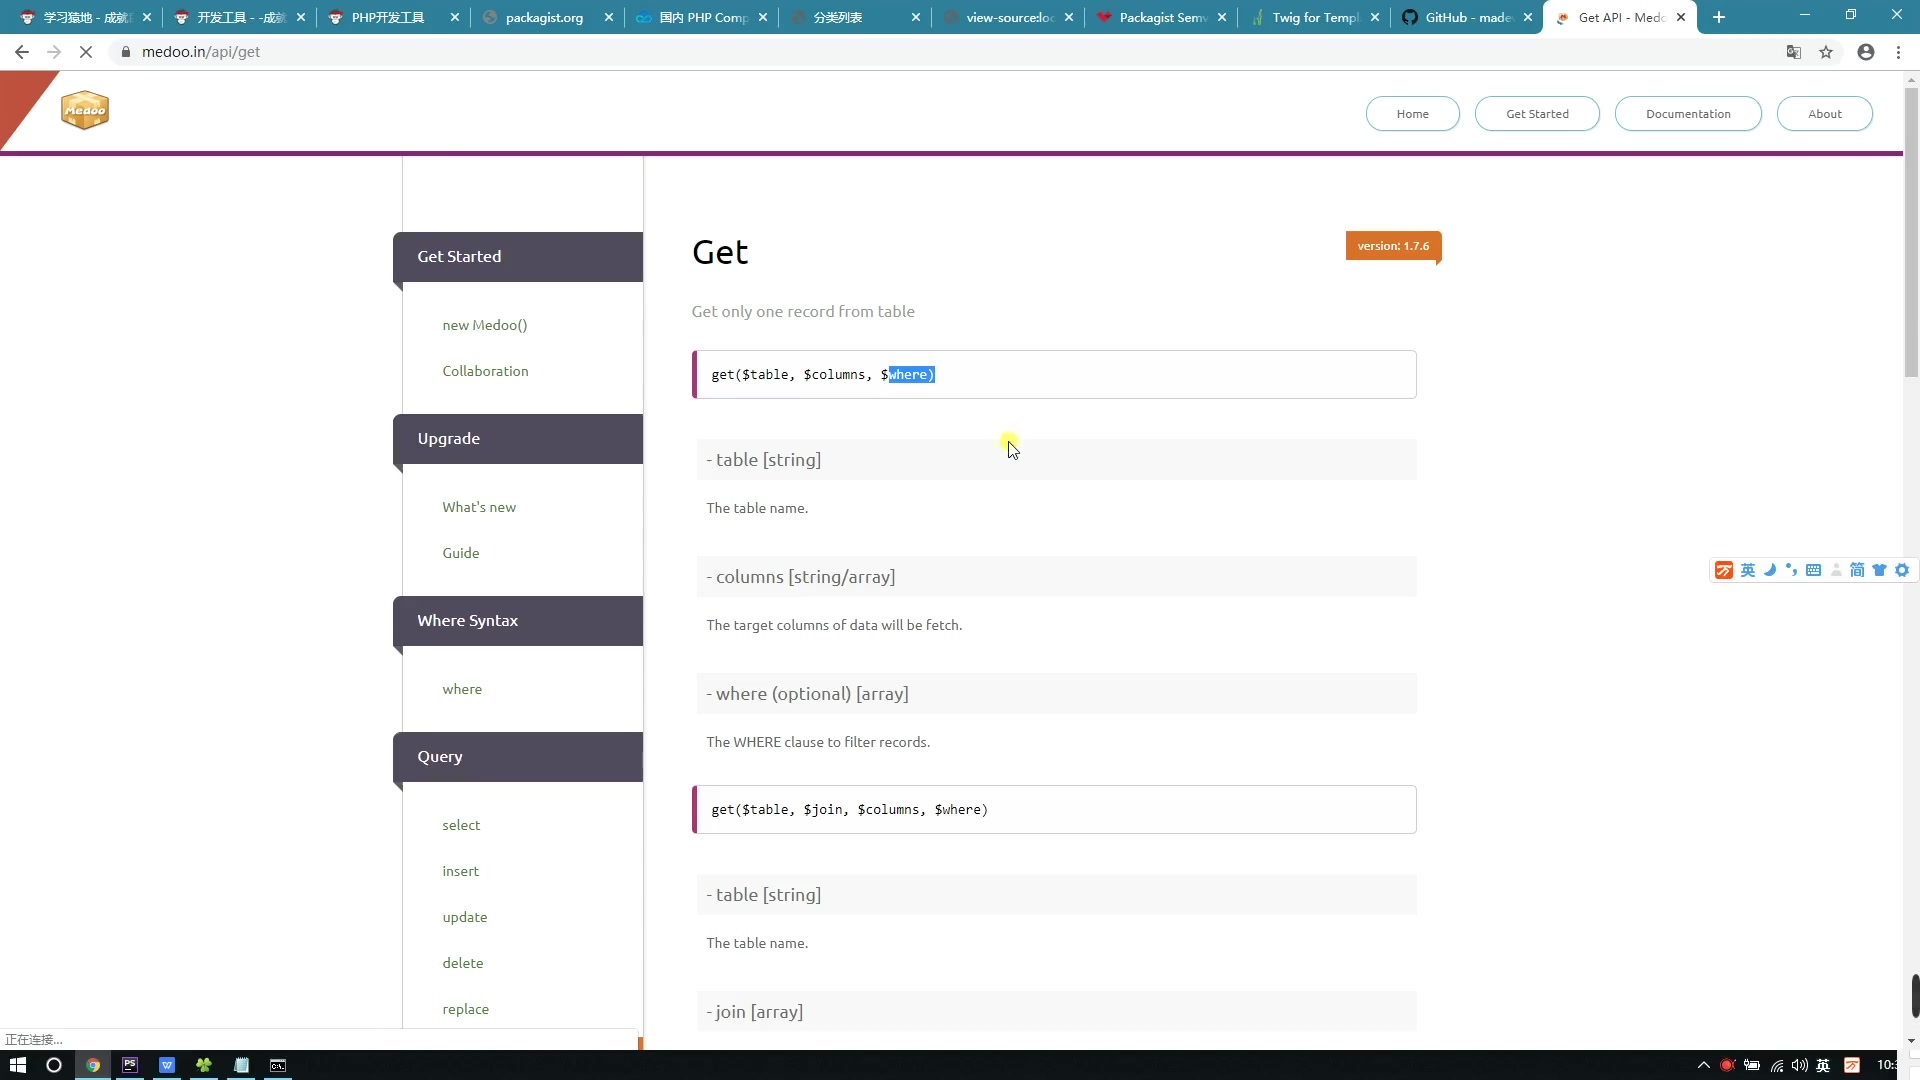 学习猿地 - 成就
开发工具 - -成就
PHP开发工具
packagist.org
国内 PHP Comp
分类列表
view-source:loc
Packagist Semv
Twig for Templ
GitHub - made
Get API - Medo
medoo.in/api/get
Medoo
Home
Get Started
Documentation
About
Get Started
new Medoo()
Collaboration
Upgrade
What's new
Guide
Where Syntax
where
Query
select
insert
update
delete
replace
Get
version: 1.7.6
Get only one record from table
get($table, $columns, $where)
- table [string]
The table name.
- columns [string/array]
The target columns of data will be fetch.
- where (optional) [array]
The WHERE clause to filter records.
get($table, $join, $columns, $where)
- table [string]
The table name.
- join [array]
英 简
正在连接...
PS W C:\. 英 10:3